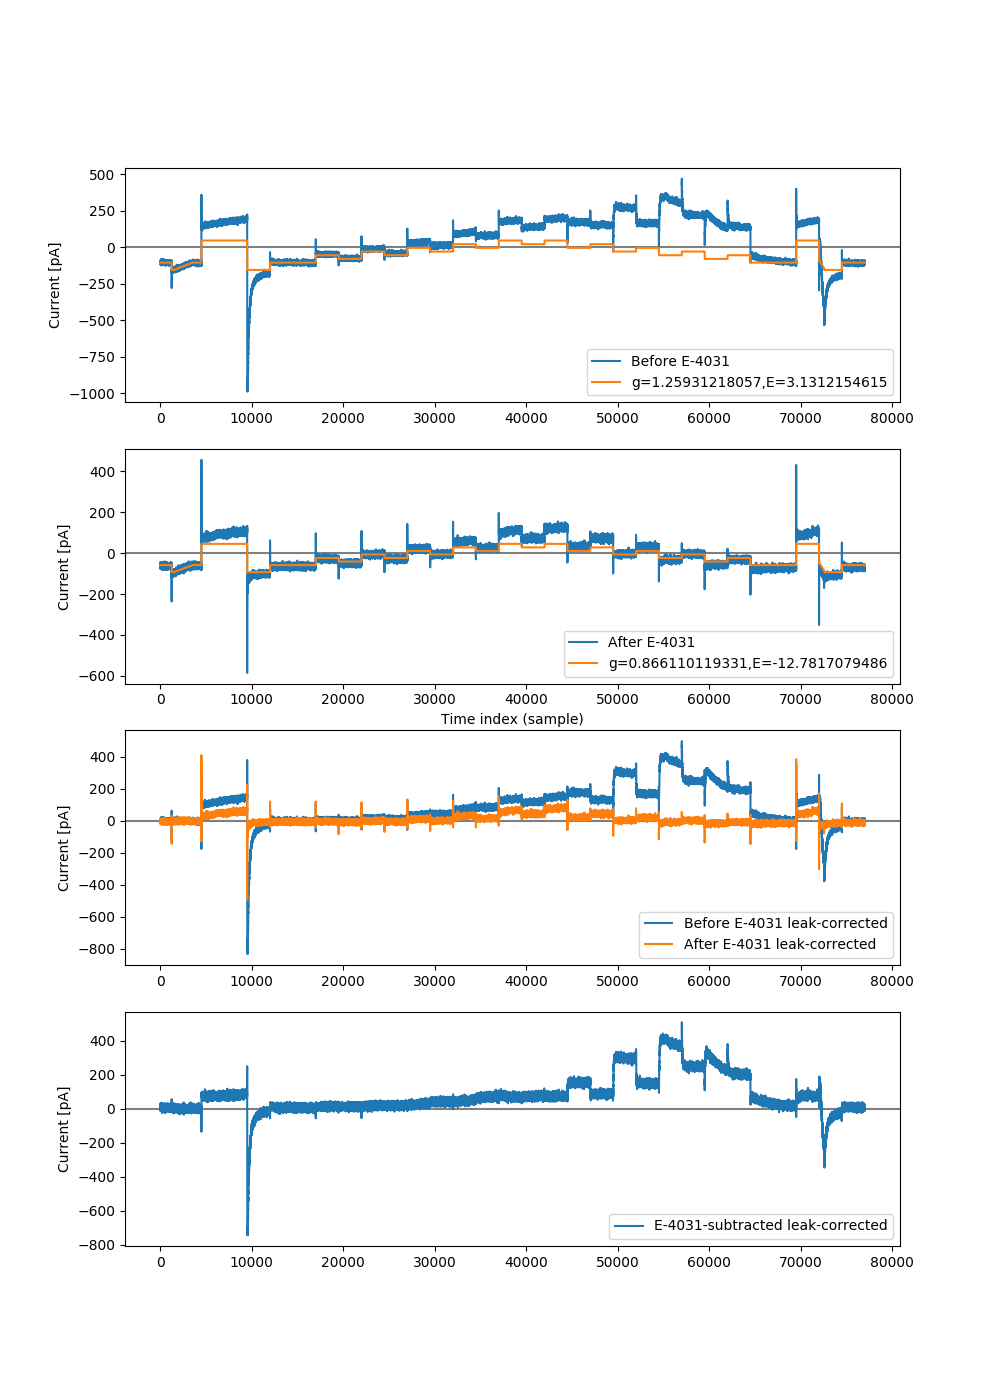 500
250
0
−250
−500
−750
−1000
Current [pA]
Before E-4031
g=1.25931218057,E=3.1312154615
0 10000 20000 30000 40000 50000 60000 70000 80000
400
200
0
−200
−400
−600
Current [pA]
After E-4031
g=0.866110119331,E=-12.7817079486
0 10000 20000 30000 40000 50000 60000 70000 80000
Time index (sample)
400
200
0
−200
−400
−600
−800
Current [pA]
Before E-4031 leak-corrected
After E-4031 leak-corrected
0 10000 20000 30000 40000 50000 60000 70000 80000
400
200
0
−200
−400
−600
−800
Current [pA]
E-4031-subtracted leak-corrected
0 10000 20000 30000 40000 50000 60000 70000 80000